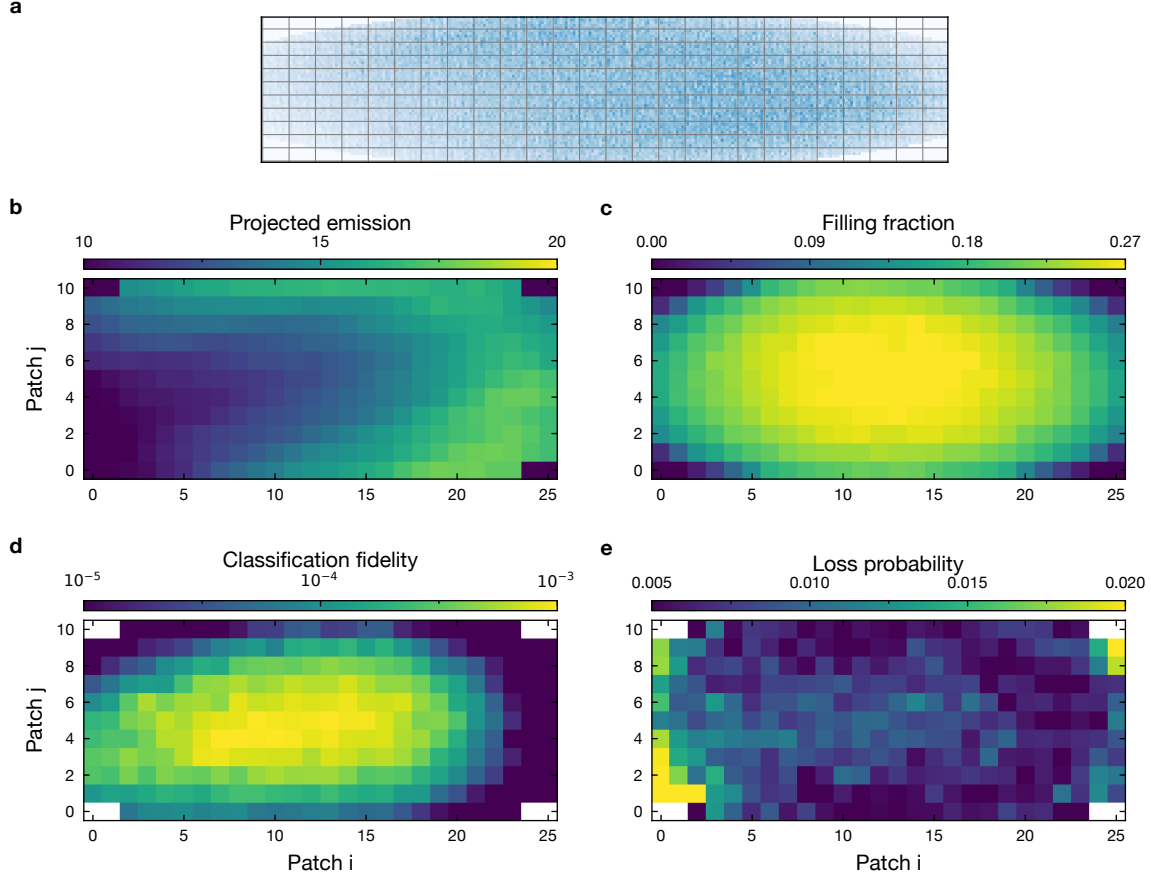 a
b
Projected emission
10 15 20
Patch j
10
8
6
4
2
0
0 5 10 15 20 25
c
Filling fraction
0.00 0.09 0.18 0.27
10
8
6
4
2
0
0 5 10 15 20 25
d
Classification fidelity
10⁻⁵ 10⁻⁴ 10⁻³
Patch j
10
8
6
4
2
0
0 5 10 15 20 25
Patch i
e
Loss probability
0.005 0.010 0.015 0.020
10
8
6
4
2
0
0 5 10 15 20 25
Patch i